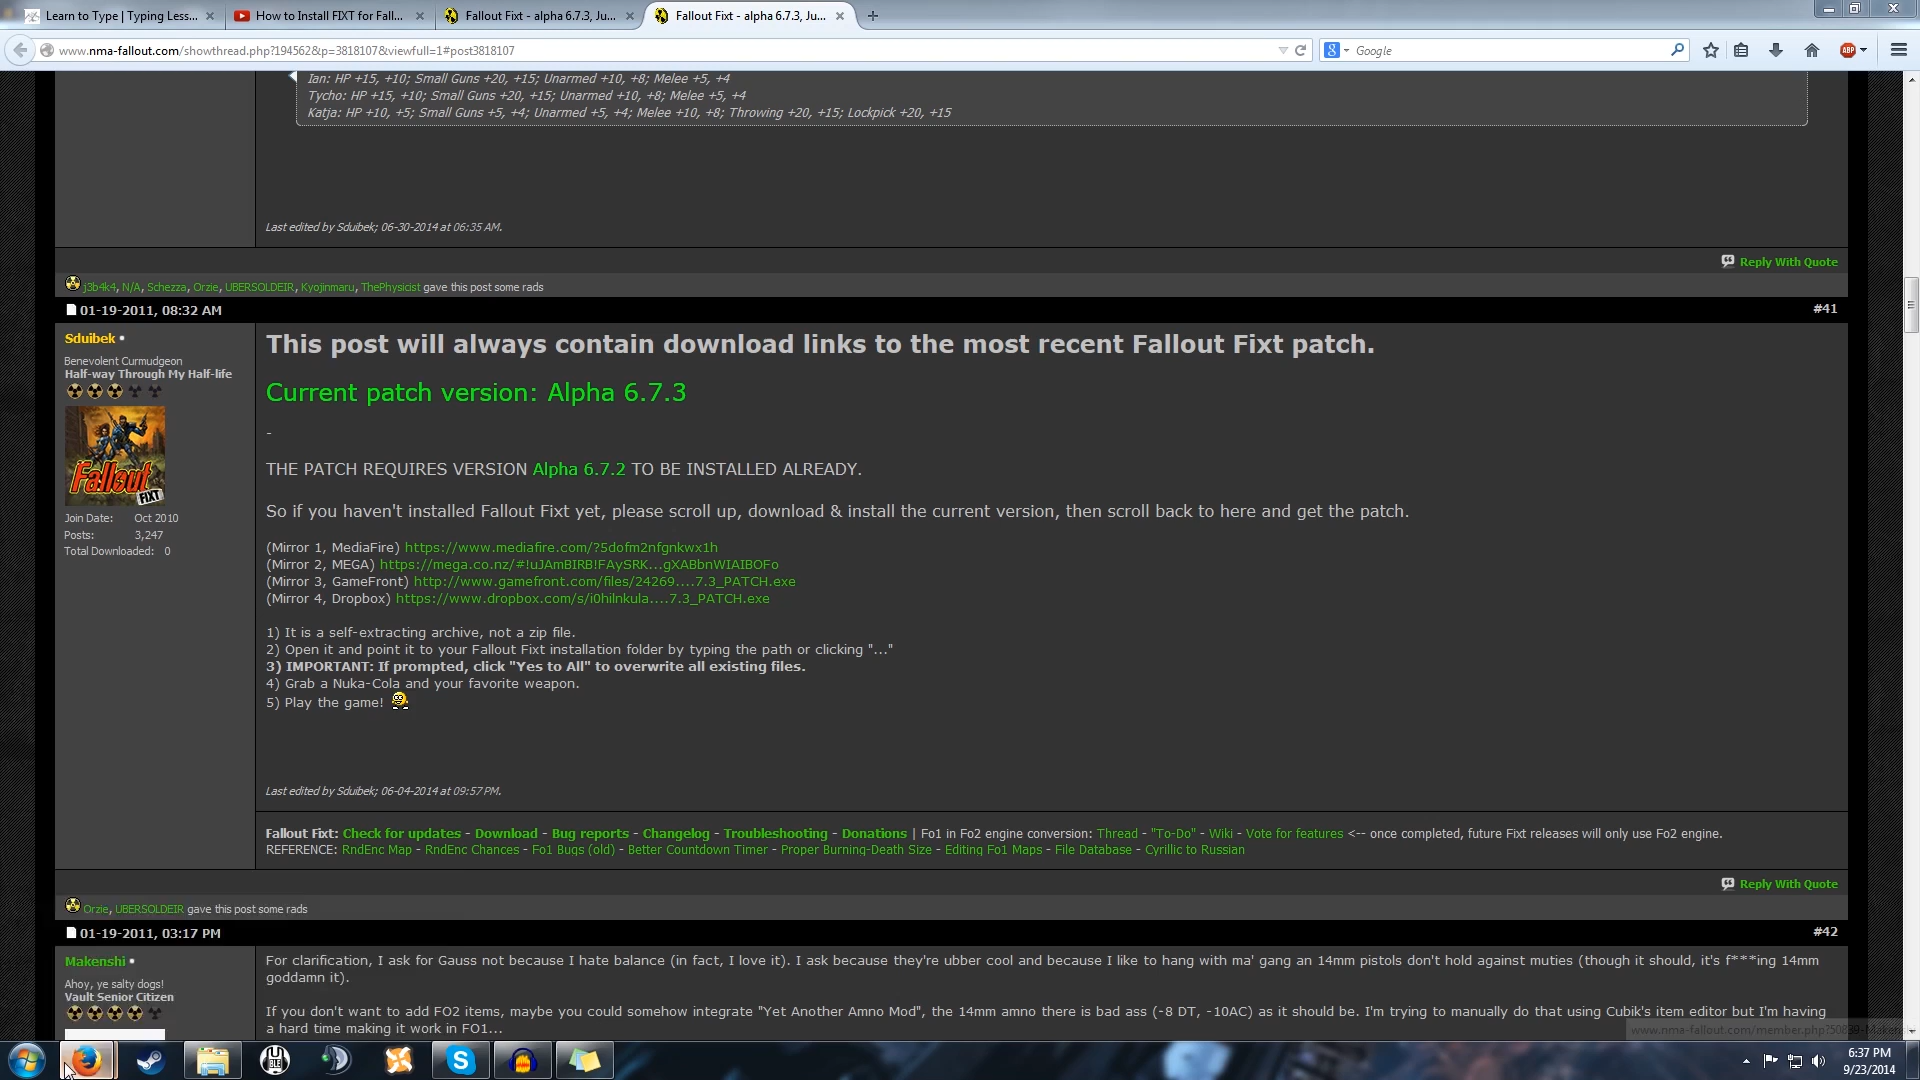 Learn to Type | Typing Less...
How to Install FIXT for Fall...
Fallout Fixt - alpha 6.7.3, Ju...
Fallout Fixt - alpha 6.7.3, Ju...
www.nma-fallout.com/showthread.php?194562&p=3818107&viewfull=1#post3818107
Google
ABP
Ian: HP +15, +10; Small Guns +20, +15; Unarmed +10, +8; Melee +5, +4
Tycho: HP +15, +10; Small Guns +20, +15; Unarmed +10, +8; Melee +5, +4
Katja: HP +10, +5; Small Guns +5, +4; Unarmed +5, +4; Melee +10, +8; Throwing +20, +15; Lockpick +20, +15
Last edited by Sduibek; 06-30-2014 at 06:35 AM.
Reply With Quote
j3b4k4, N/A, Schezza, Orzie, UBERSOLDEIR, Kyojinmaru, ThePhysicist gave this post some rads
01-19-2011, 08:32 AM
#41
Sduibek
Benevolent Curmudgeon
Half-way Through My Half-life
Fallout
FIXT
Join Date: Oct 2010
Posts: 3,247
Total Downloaded: 0
This post will always contain download links to the most recent Fallout Fixt patch.
Current patch version: Alpha 6.7.3
-
THE PATCH REQUIRES VERSION Alpha 6.7.2 TO BE INSTALLED ALREADY.
So if you haven't installed Fallout Fixt yet, please scroll up, download & install the current version, then scroll back to here and get the patch.
(Mirror 1, MediaFire) https://www.mediafire.com/?5dofm2nfgnkwx1h
(Mirror 2, MEGA) https://mega.co.nz/#!uJAmBIRB!FAySRK...gXABbnWIAIBOFo
(Mirror 3, GameFront) http://www.gamefront.com/files/24269....7.3_PATCH.exe
(Mirror 4, Dropbox) https://www.dropbox.com/s/i0hilnkula....7.3_PATCH.exe
1) It is a self-extracting archive, not a zip file.
2) Open it and point it to your Fallout Fixt installation folder by typing the path or clicking "..."
3) IMPORTANT: If prompted, click "Yes to All" to overwrite all existing files.
4) Grab a Nuka-Cola and your favorite weapon.
5) Play the game!
Last edited by Sduibek; 06-04-2014 at 09:57 PM.
Fallout Fixt: Check for updates - Download - Bug reports - Changelog - Troubleshooting - Donations | Fo1 in Fo2 engine conversion: Thread - "To-Do" - Wiki - Vote for features <-- once completed, future Fixt releases will only use Fo2 engine.
REFERENCE: RndEnc Map - RndEnc Chances - Fo1 Bugs (old) - Better Countdown Timer - Proper Burning-Death Size - Editing Fo1 Maps - File Database - Cyrillic to Russian
Reply With Quote
Orzie, UBERSOLDEIR gave this post some rads
01-19-2011, 03:17 PM
#42
Makenshi
Ahoy, ye salty dogs!
Vault Senior Citizen
For clarification, I ask for Gauss not because I hate balance (in fact, I love it). I ask because they're ubber cool and because I like to hang with ma' gang an 14mm pistols don't hold against muties (though it should, it's f***ing 14mm
goddamn it).
If you don't want to add FO2 items, maybe you could somehow integrate "Yet Another Amno Mod", the 14mm amno there is bad ass (-8 DT, -10AC) as it should be. I'm trying to manually do that using Cubik's item editor but I'm having
a hard time making it work in FO1...
6:37 PM
9/23/2014